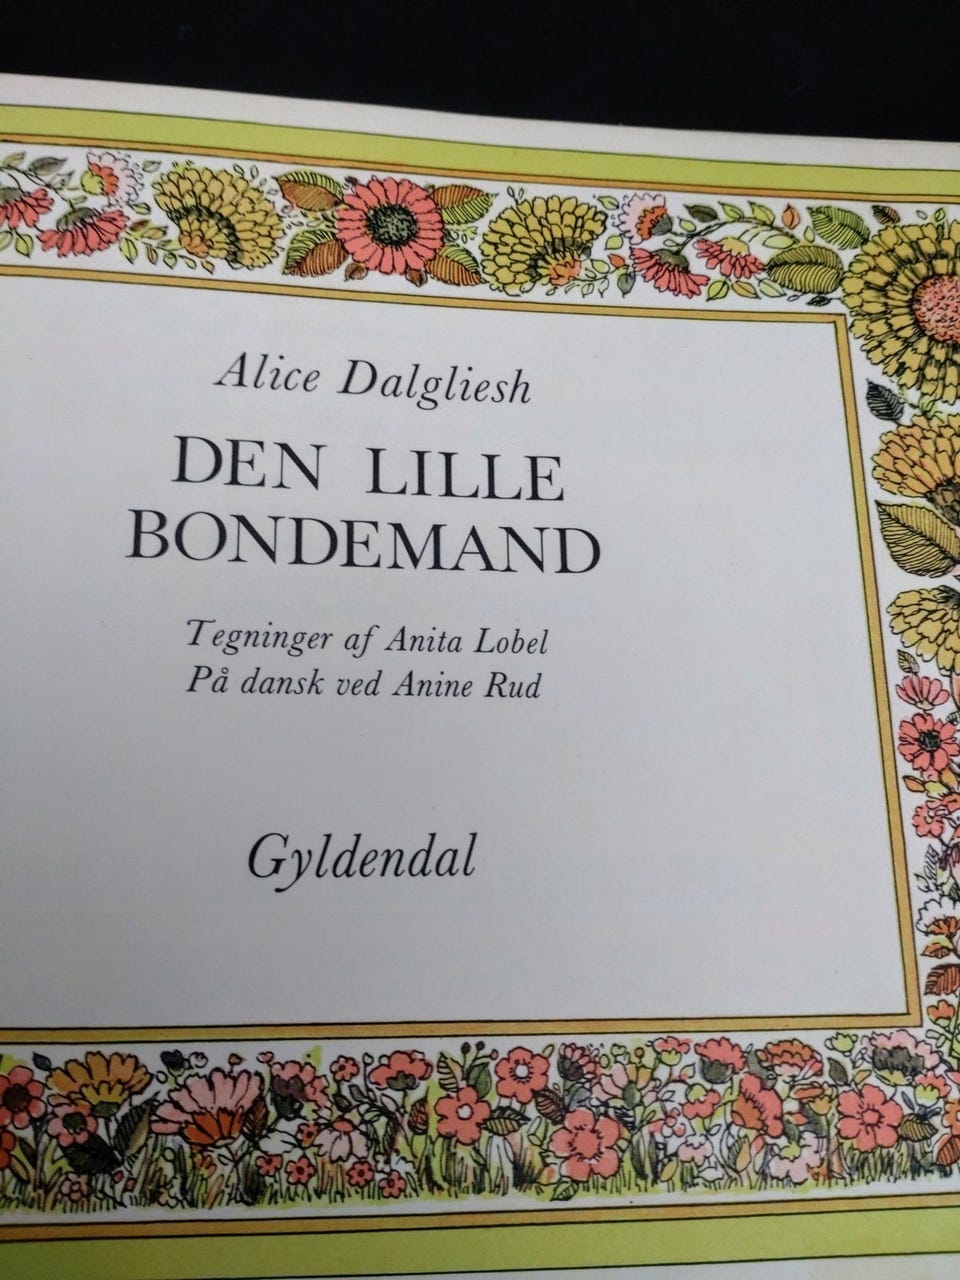 Alice Dalgliesh
DEN LILLE
BONDEMAND
Tegninger af Anita Lobel
På dansk ved Anine Rud
Gyldendal